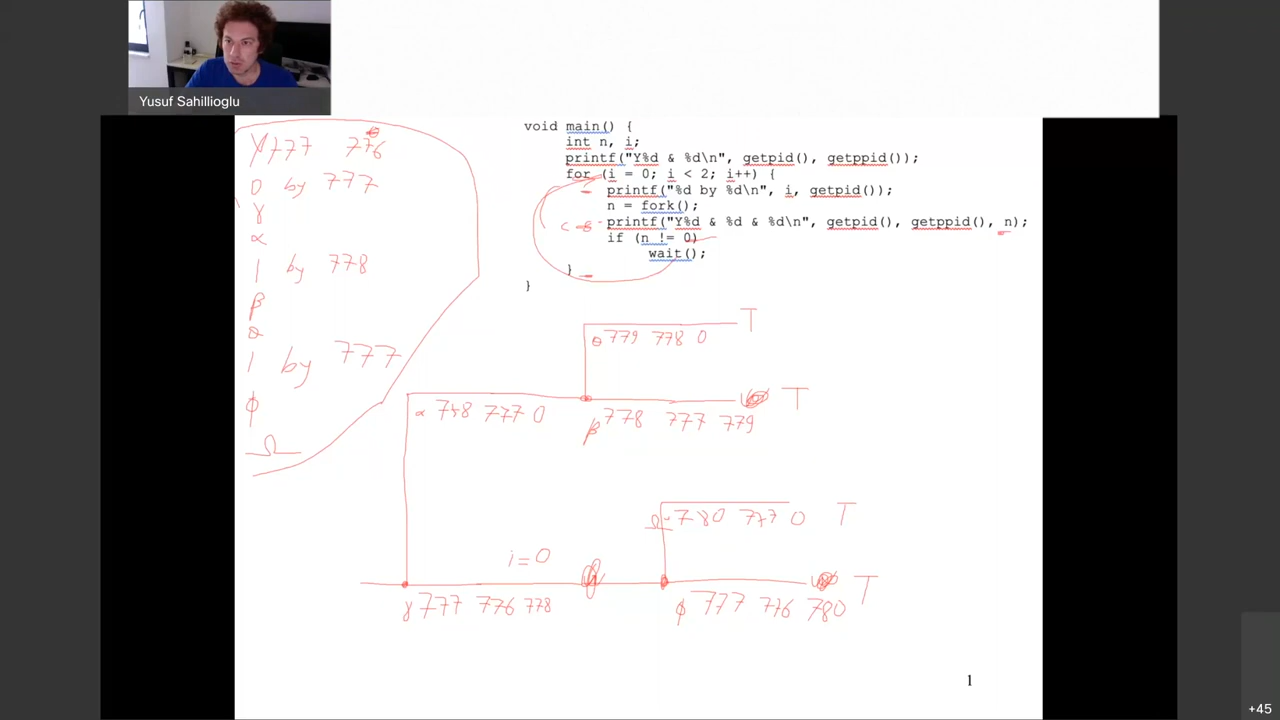 Yusuf Sahillioglu
void main() {
int n, i;
printf("Y%d & %d\n", getpid(), getppid());
for (i = 0; i < 2; i++) {
printf("%d by %d\n", i, getpid());
n = fork();
printf("Y%d & %d & %d\n", getpid(), getppid(), n);
if (n != 0)
wait();
}
}
Y777 776
0 by 777
γ
α
1 by 778
β
θ
1 by 777
ϕ
Ω
θ 779 778 0 T
α 778 777 0
β 778 777 779 T
Ω 780 777 0 T
i=0
γ 777 776 778
ϕ 777 776 780 T
1
+45